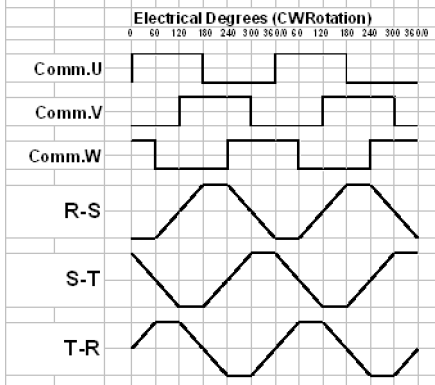 Electrical Degrees (CWRotation)
0 60 120 180 240 300 360/0 60 120 180 240 300 360/0
Comm.U
Comm.V
Comm.W
R-S
S-T
T-R